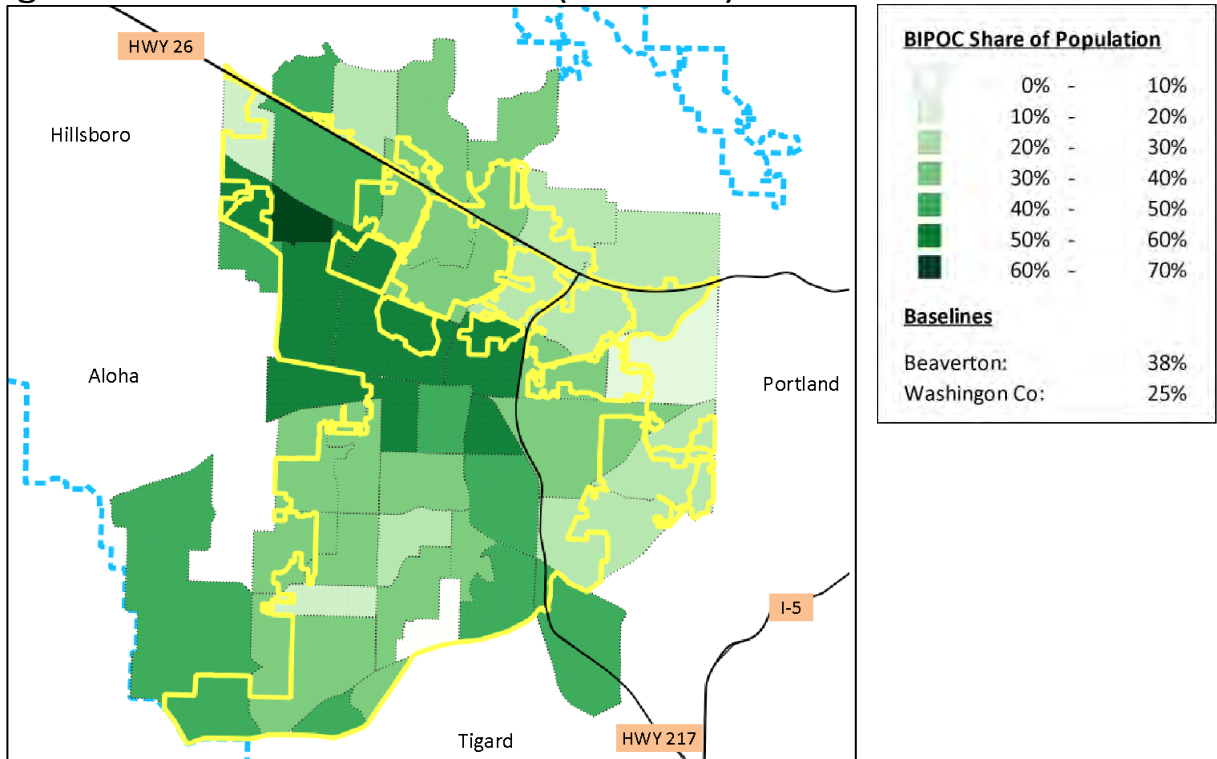 HWY 26
Hillsboro
Aloha
Portland
I-5
Tigard
HWY 217
BIPOC Share of Population
0% - 10%
10% - 20%
20% - 30%
30% - 40%
40% - 50%
50% - 60%
60% - 70%
Baselines
Beaverton: 38%
Washingon Co: 25%